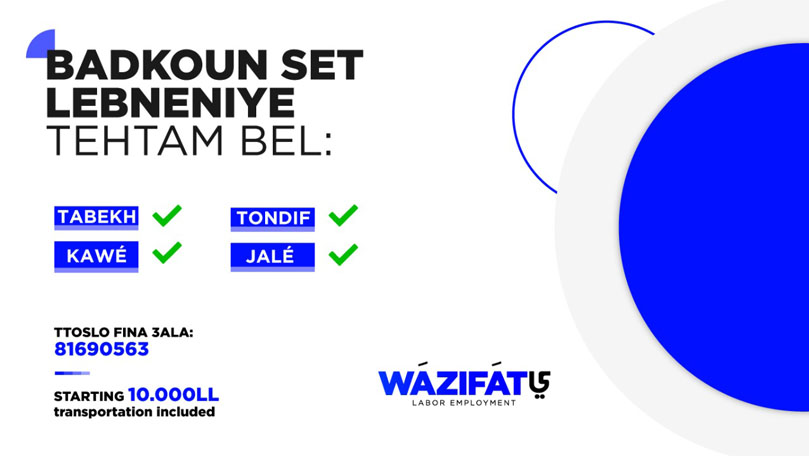 BADKOUN SET
LEBNENIYE
TEHTAM BEL:
TABEKH
TONDIF
KAWÉ
JALÉ
TTOSLO FINA 3ALA:
81690563
STARTING 10.000LL
transportation included
WÁZIFÁTي
LABOR EMPLOYMENT